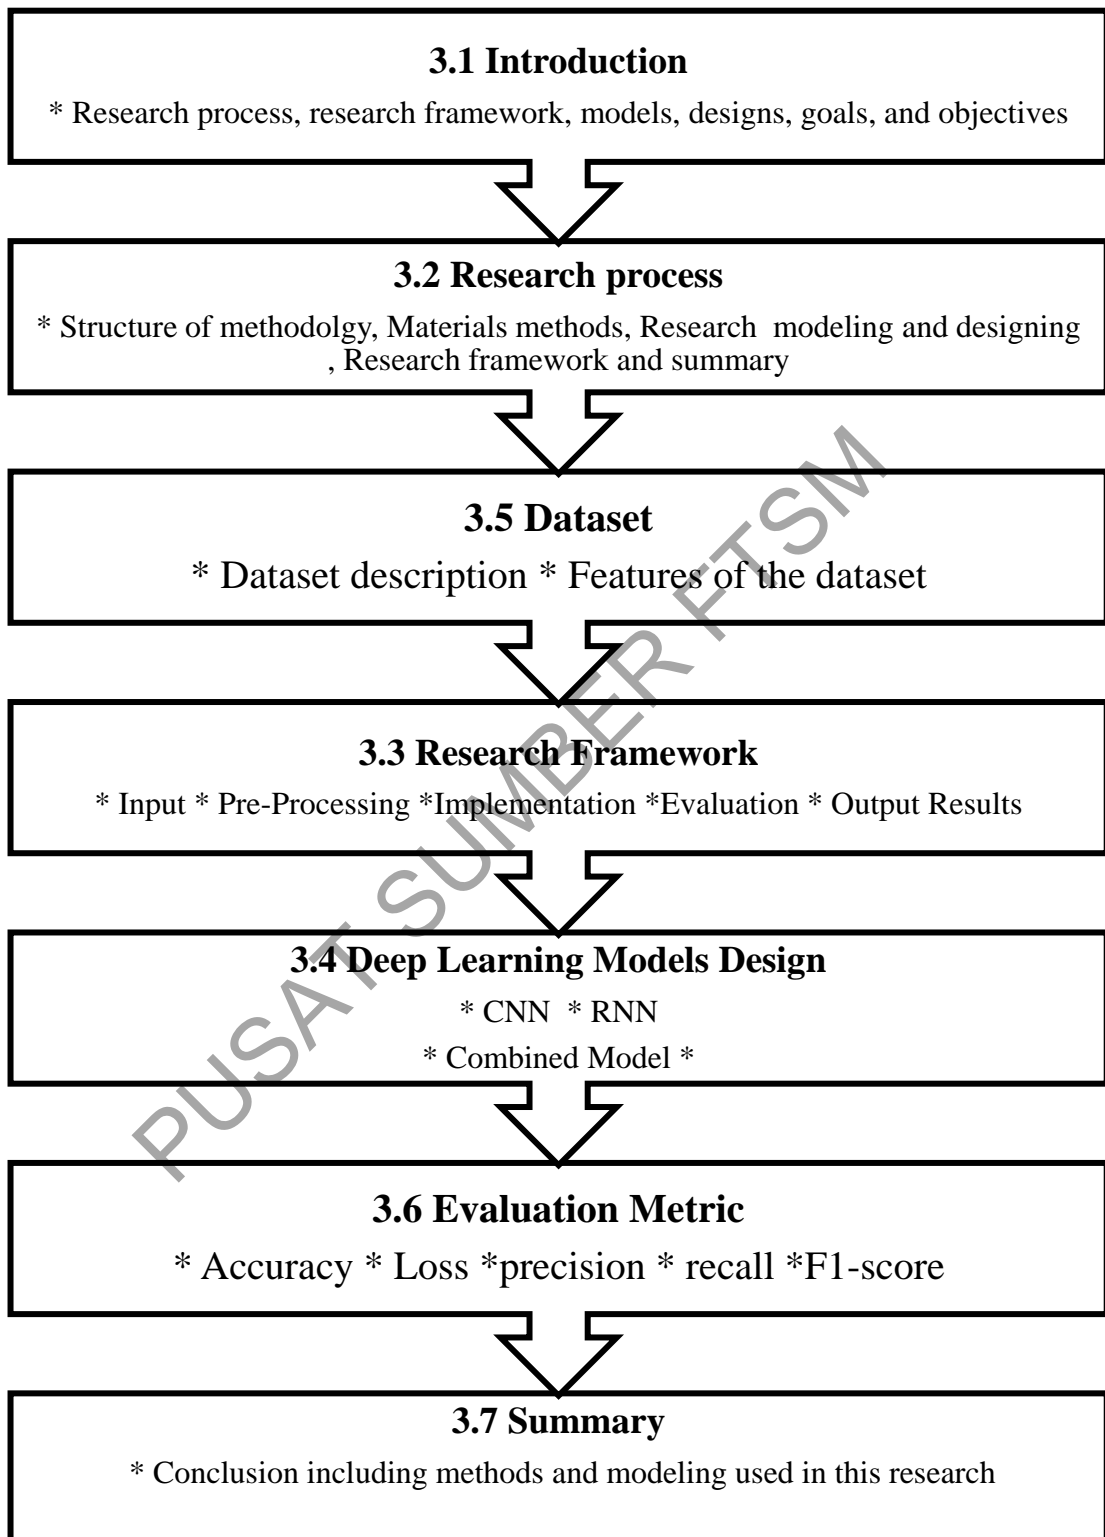 3.1 Introduction
* Research process, research framework, models, designs, goals, and objectives
3.2 Research process
* Structure of methodolgy, Materials methods, Research modeling and designing
, Research framework and summary
3.5 Dataset
* Dataset description * Features of the dataset
3.3 Research Framework
* Input * Pre-Processing *Implementation *Evaluation * Output Results
3.4 Deep Learning Models Design
* CNN * RNN
* Combined Model *
3.6 Evaluation Metric
* Accuracy * Loss *precision * recall *F1-score
3.7 Summary
* Conclusion including methods and modeling used in this research
PUSAT SUMBER FTSM